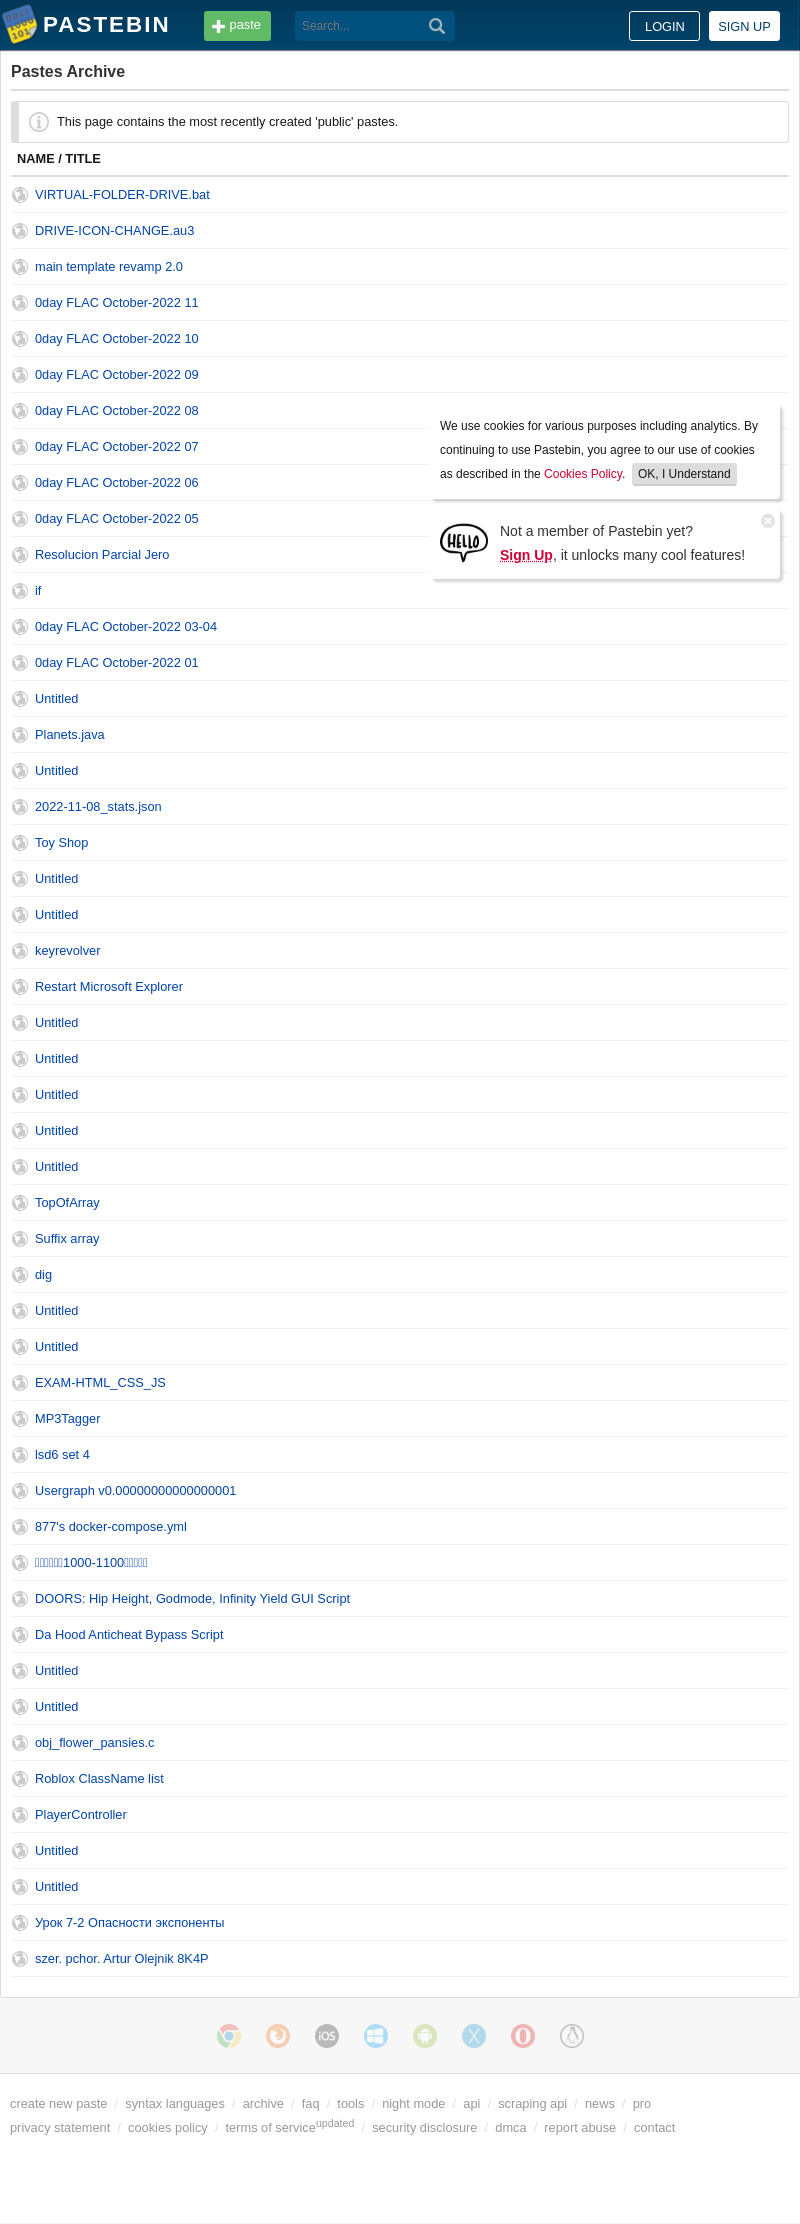 PASTEBIN
paste
Search...
LOGIN
SIGN UP
Pastes Archive
This page contains the most recently created 'public' pastes.
NAME / TITLE
VIRTUAL-FOLDER-DRIVE.bat
DRIVE-ICON-CHANGE.au3
main template revamp 2.0
0day FLAC October-2022 11
0day FLAC October-2022 10
0day FLAC October-2022 09
0day FLAC October-2022 08
0day FLAC October-2022 07
0day FLAC October-2022 06
0day FLAC October-2022 05
Resolucion Parcial Jero
if
We use cookies for various purposes including analytics. By
continuing to use Pastebin, you agree to our use of cookies
as described in the Cookies Policy. OK, I Understand
HELLO
Not a member of Pastebin yet?
Sign Up, it unlocks many cool features!
0day FLAC October-2022 03-04
0day FLAC October-2022 01
Untitled
Planets.java
Untitled
2022-11-08_stats.json
Toy Shop
Untitled
Untitled
keyrevolver
Restart Microsoft Explorer
Untitled
Untitled
Untitled
Untitled
Untitled
TopOfArray
Suffix array
dig
Untitled
Untitled
EXAM-HTML_CSS_JS
MP3Tagger
lsd6 set 4
Usergraph v0.00000000000000001
877's docker-compose.yml
1000-1100
DOORS: Hip Height, Godmode, Infinity Yield GUI Script
Da Hood Anticheat Bypass Script
Untitled
Untitled
obj_flower_pansies.c
Roblox ClassName list
PlayerController
Untitled
Untitled
Урок 7-2 Опасности экспоненты
szer. pchor. Artur Olejnik 8K4P
iOS
create new paste / syntax languages / archive / faq / tools / night mode / api / scraping api / news / pro
privacy statement / cookies policy / terms of service updated / security disclosure / dmca / report abuse / contact